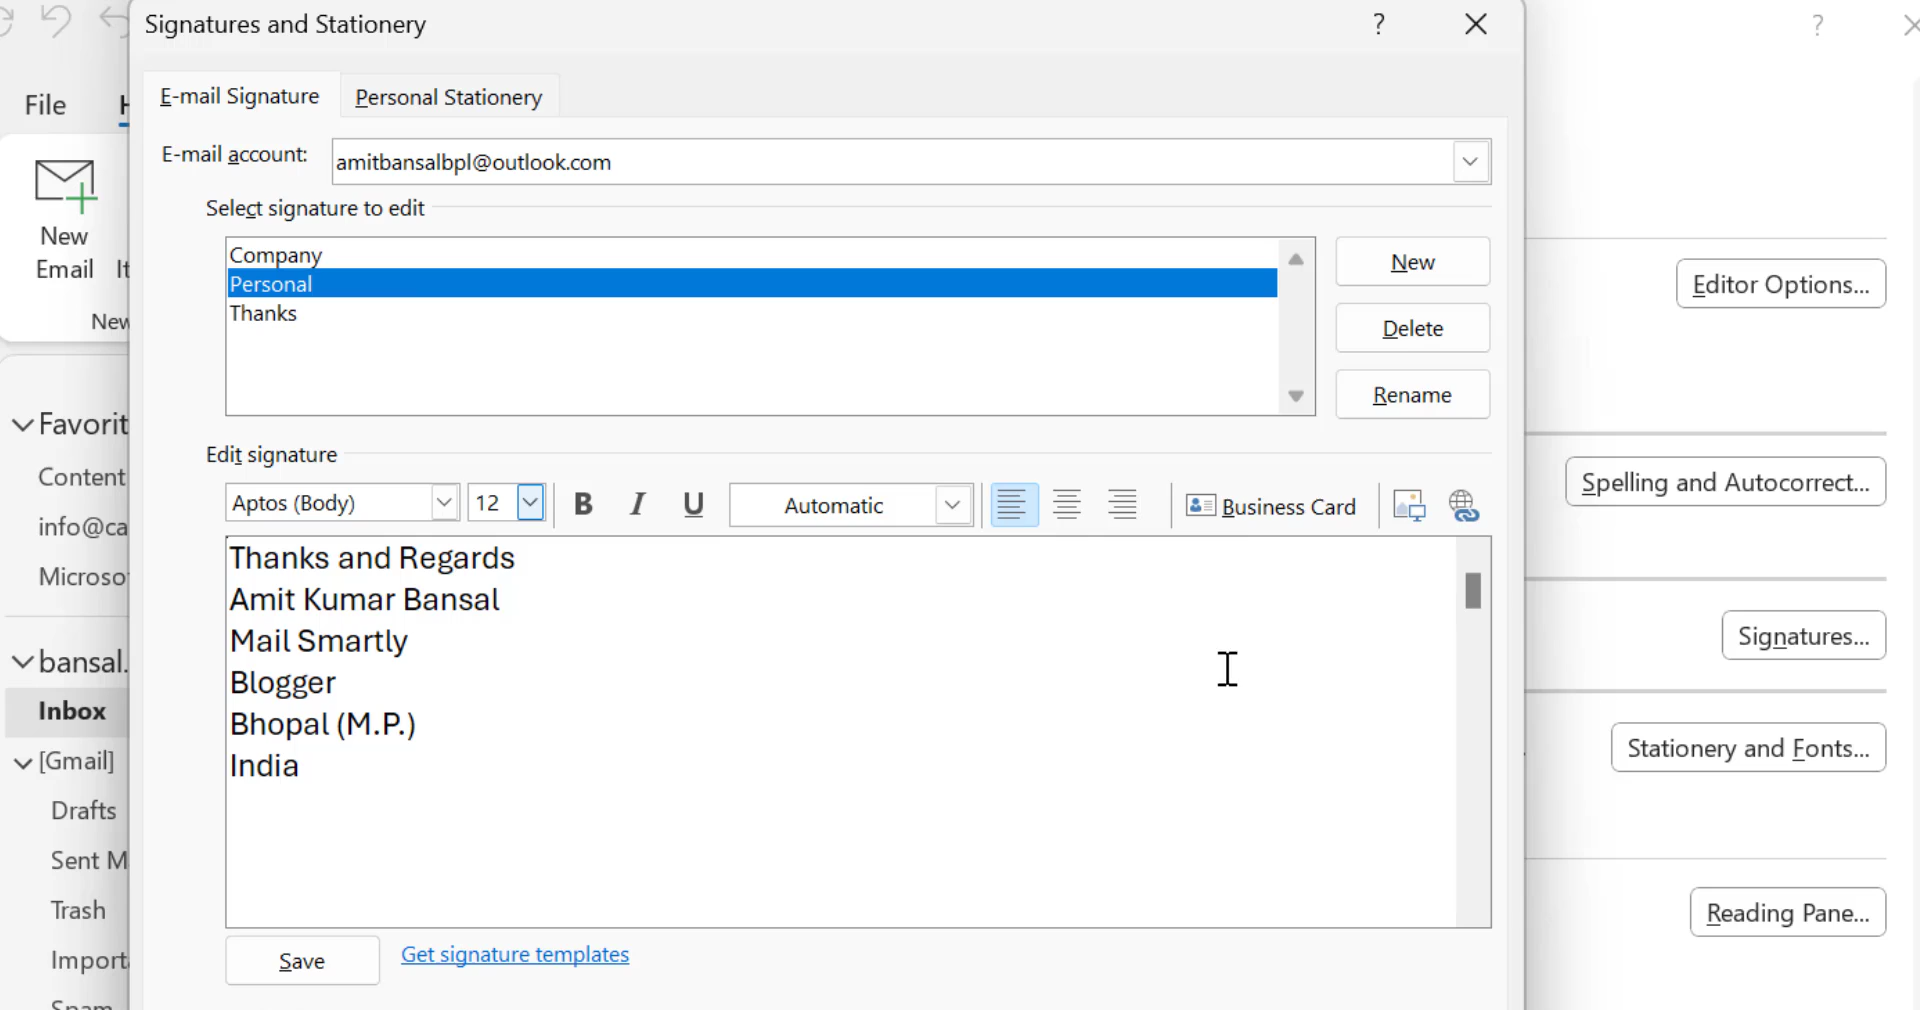 Signatures and Stationery
?
File
E-mail Signature
Personal Stationery
E-mail account:
amitbansalbpl@outlook.com
New
Email
It
New
Select signature to edit
Company
Personal
Thanks
New
Delete
Rename
Editor Options...
Favorit
Content
info@ca
Microso
Edit signature
Aptos (Body)
12
B I U
Automatic
Business Card
Spelling and Autocorrect...
Thanks and Regards
Amit Kumar Bansal
Mail Smartly
Blogger
Bhopal (M.P.)
India
Signatures...
Stationery and Fonts...
Reading Pane...
bansal.
Inbox
[Gmail]
Drafts
Sent M
Trash
Importa
Spam
Save
Get signature templates